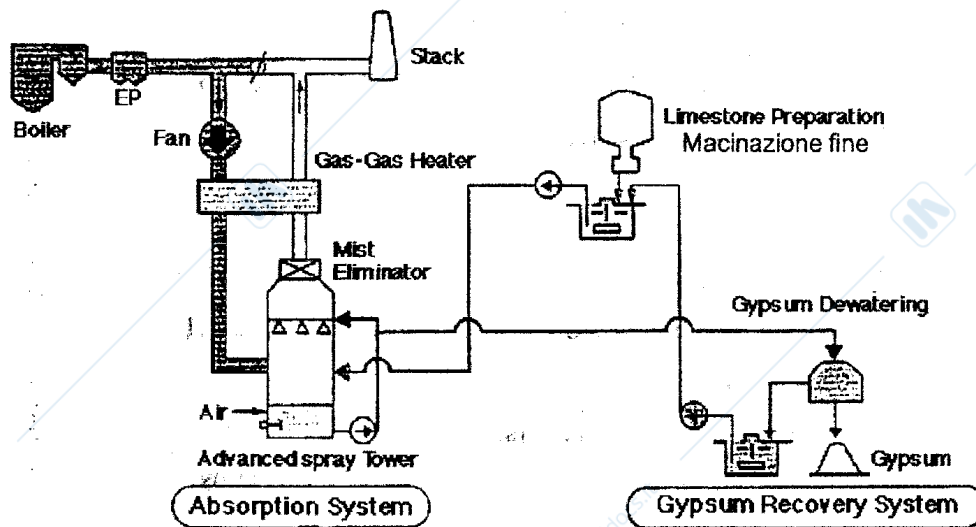 Stack
EP
Boiler
Fan
Limestone Preparation
Macinazione fine
Gas-Gas Heater
Mist
Eliminator
Gypsum Dewatering
Air
Advanced spray Tower
Gypsum
Absorption System
Gypsum Recovery System